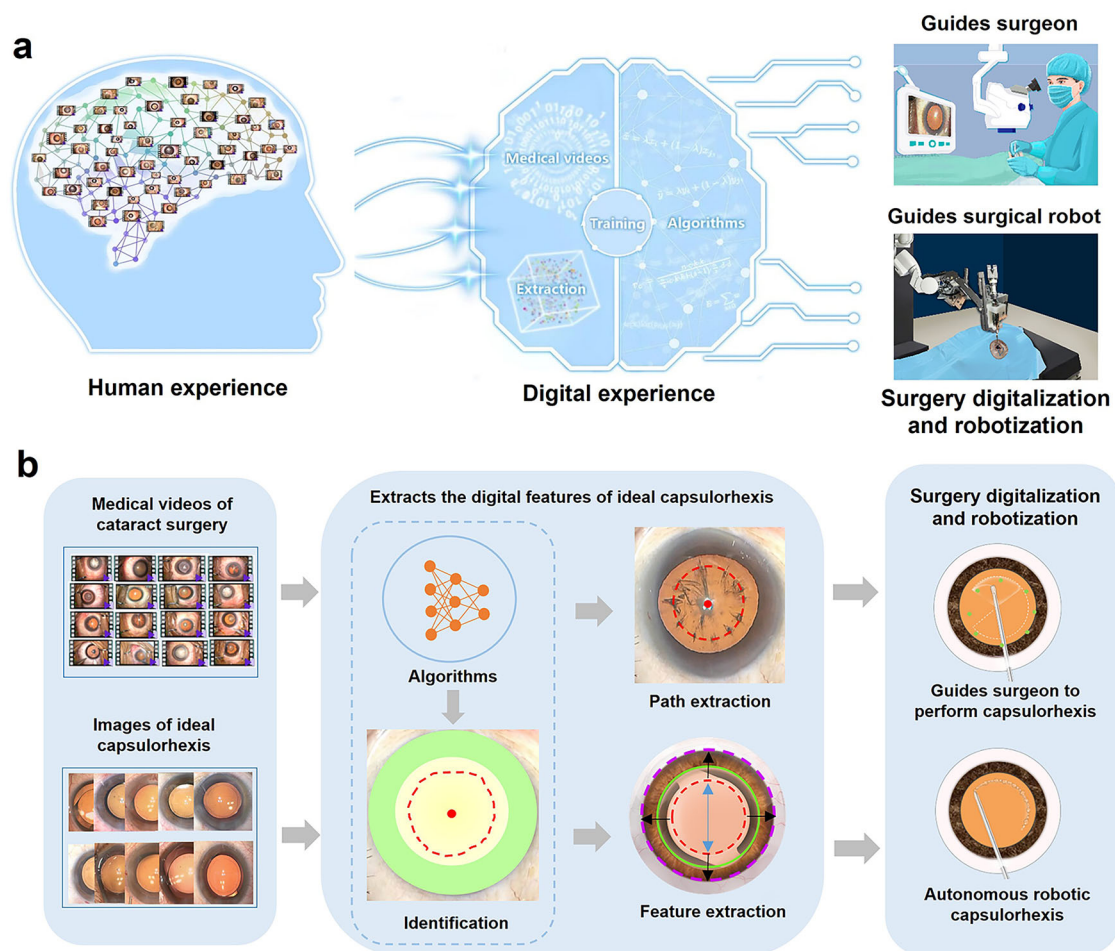 a
Guides surgeon
Medical videos
Training
Algorithms
Extraction
Guides surgical robot
Human experience
Digital experience
Surgery digitalization
and robotization
b
Medical videos of
cataract surgery
Images of ideal
capsulorhexis
Extracts the digital features of ideal capsulorhexis
Algorithms
Path extraction
Identification
Feature extraction
Surgery digitalization
and robotization
Guides surgeon to
perform capsulorhexis
Autonomous robotic
capsulorhexis